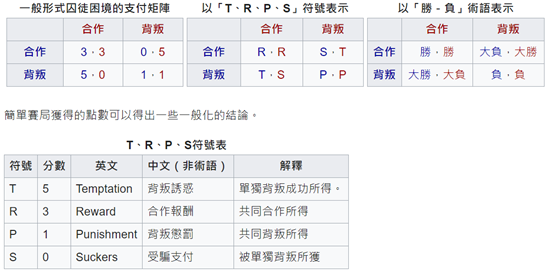 一般形式囚徒困境的支付矩陣
合作 背叛
合作 3，3 0，5
背叛 5，0 1，1
以「T、R、P、S」符號表示
合作 背叛
合作 R，R S，T
背叛 T，S P，P
以「勝 - 負」術語表示
合作 背叛
合作 勝，勝 大負，大勝
背叛 大勝，大負 負，負
簡單賽局獲得的點數可以得出一些一般化的結論。
T、R、P、S符號表
符號 分數 英文 中文（非術語） 解釋
T 5 Temptation 背叛誘惑 單獨背叛成功所得。
R 3 Reward 合作報酬 共同合作所得
P 1 Punishment 背叛懲罰 共同背叛所得
S 0 Suckers 受騙支付 被單獨背叛所獲